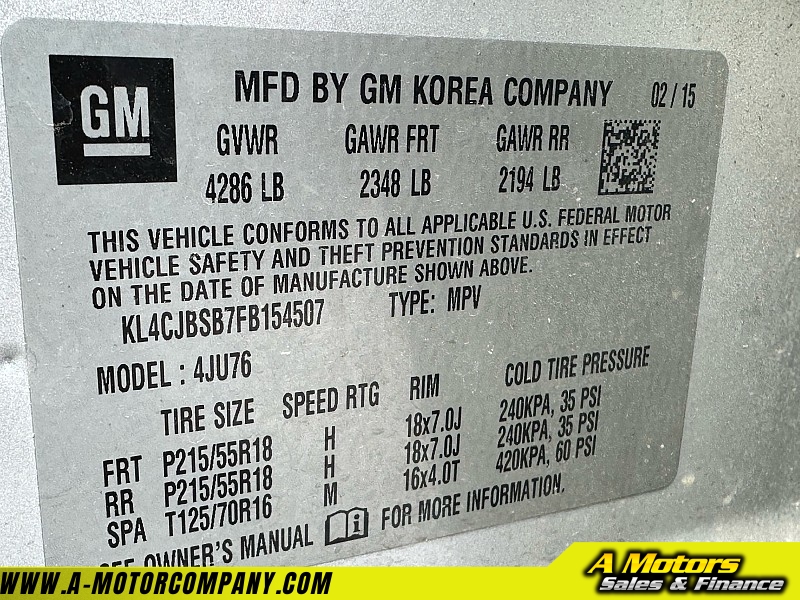 GM
MFD BY GM KOREA COMPANY 02 / 15
GVWR GAWR FRT GAWR RR
4286 LB 2348 LB 2194 LB
THIS VEHICLE CONFORMS TO ALL APPLICABLE U.S. FEDERAL MOTOR
VEHICLE SAFETY AND THEFT PREVENTION STANDARDS IN EFFECT
ON THE DATE OF MANUFACTURE SHOWN ABOVE.
KL4CJBSB7FB154507 TYPE: MPV
MODEL : 4JU76
TIRE SIZE SPEED RTG RIM COLD TIRE PRESSURE
FRT P215/55R18 H 18x7.0J 240KPA, 35 PSI
RR P215/55R18 H 18x7.0J 240KPA, 35 PSI
SPA T125/70R16 M 16x4.0T 420KPA, 60 PSI
SEE OWNER'S MANUAL FOR MORE INFORMATION.
WWW.A-MOTORCOMPANY.COM
A Motors
Sales & Finance